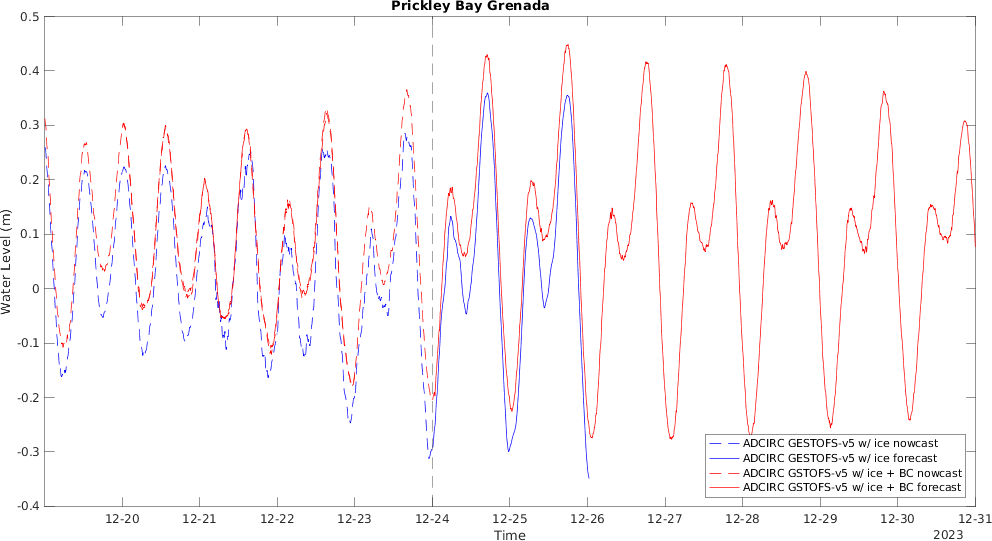 Prickley Bay Grenada
0.5
0.4
0.3
0.2
0.1
0
-0.1
-0.2
-0.3
-0.4
Water Level (m)
12-20 12-21 12-22 12-23 12-24 12-25 12-26 12-27 12-28 12-29 12-30 12-31
Time
2023
ADCIRC GESTOFS-v5 w/ ice nowcast
ADCIRC GESTOFS-v5 w/ ice forecast
ADCIRC GSTOFS-v5 w/ ice + BC nowcast
ADCIRC GSTOFS-v5 w/ ice + BC forecast